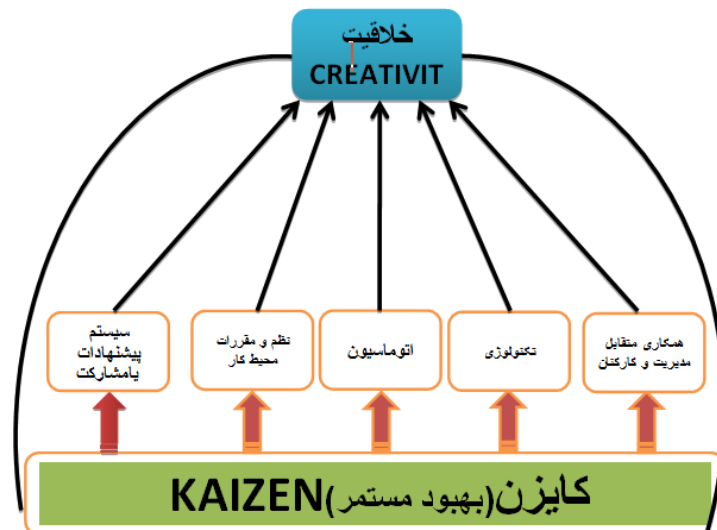 خلاقیت
CREATIVIT
سیستم
پیشنهادات
یامشارکت
نظم و مقررات
محیط کار
اتوماسیون
تکنولوژی
همکاری متقابل
مدیریت و کارکنان
کایزن(بهبود مستمر)KAIZEN